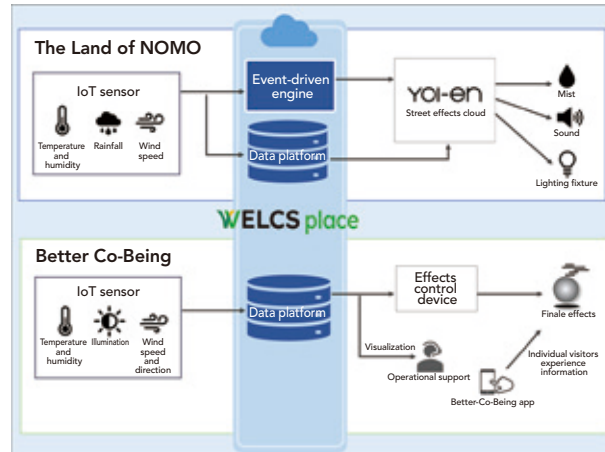 The Land of NOMO
IoT sensor
Temperature
and
humidity
Rainfall
Wind
speed
Event-driven
engine
Data platform
YOI-en
Street effects cloud
Mist
Sound
Lighting fixture
WELCS place
Better Co-Being
IoT sensor
Temperature
and
humidity
Illumination
Wind
speed
and
direction
Data platform
Effects
control
device
Finale effects
Visualization
Operational support
Individual visitors
experience
information
Better-Co-Being app